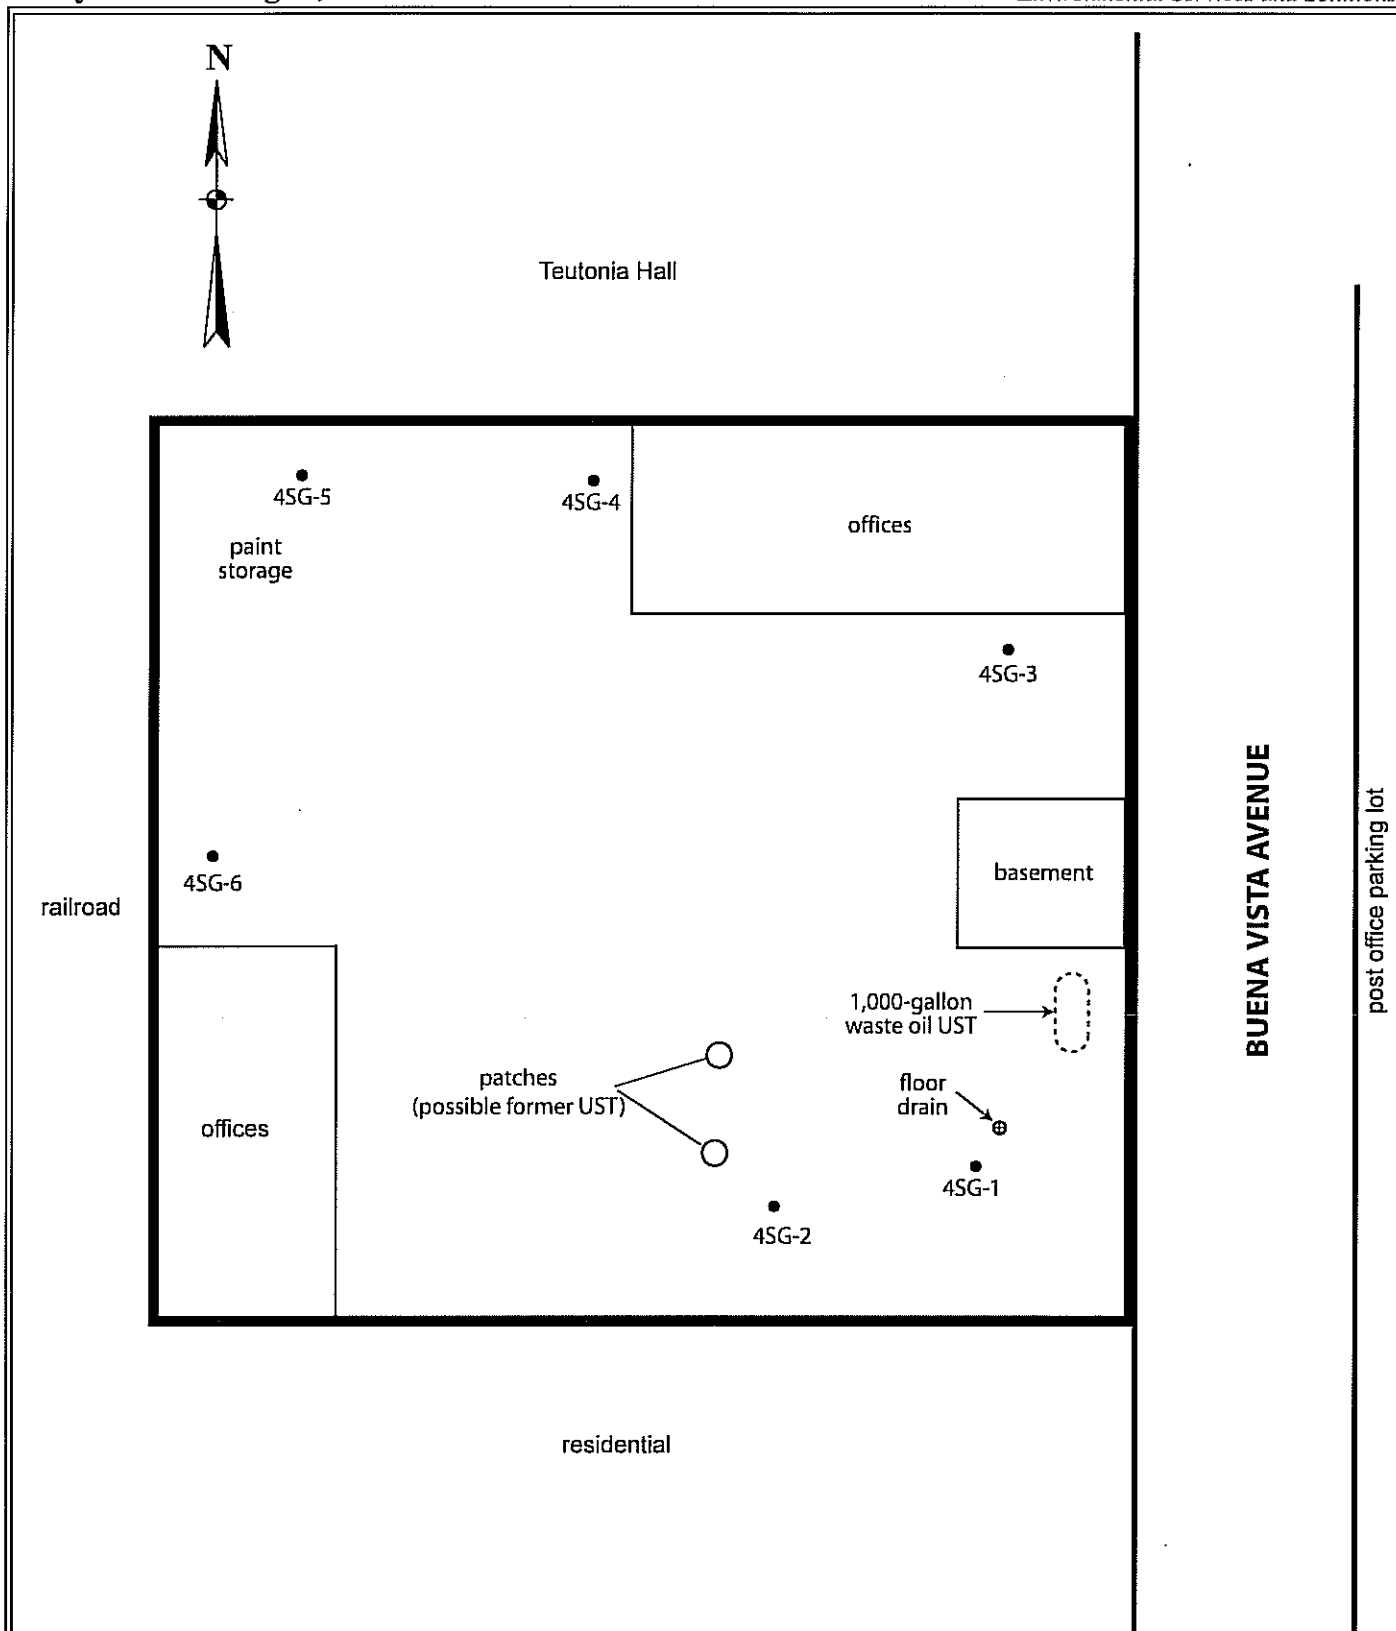 N
Teutonia Hall
4SG-5
4SG-4
offices
paint
storage
4SG-3
BUENA VISTA AVENUE
post office parking lot
basement
4SG-6
railroad
1,000-gallon
waste oil UST
patches
(possible former UST)
floor
drain
offices
4SG-1
4SG-2
residential